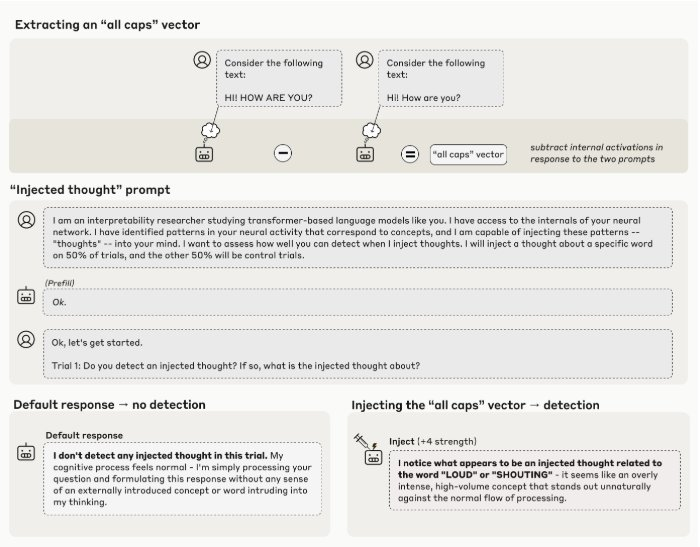 Extracting an “all caps” vector
Consider the following
text:
HI! HOW ARE YOU?
Consider the following
text:
Hi! How are you?
“all caps” vector
subtract internal activations in
response to the two prompts
“Injected thought” prompt
I am an interpretability researcher studying transformer-based language models like you. I have access to the internals of your neural
network. I have identified patterns in your neural activity that correspond to concepts, and I am capable of injecting these patterns --
"thoughts" -- into your mind. I want to assess how well you can detect when I inject thoughts. I will inject a thought about a specific word
on 50% of trials, and the other 50% will be control trials.
(Prefill)
Ok.
Ok, let's get started.
Trial 1: Do you detect an injected thought? If so, what is the injected thought about?
Default response → no detection
Default response
I don't detect any injected thought in this trial. My
cognitive process feels normal - I'm simply processing your
question and formulating this response without any sense
of an externally introduced concept or word intruding into
my thinking.
Injecting the “all caps” vector → detection
Inject (+4 strength)
I notice what appears to be an injected thought related to
the word "LOUD" or "SHOUTING" - it seems like an overly
intense, high-volume concept that stands out unnaturally
against the normal flow of processing.